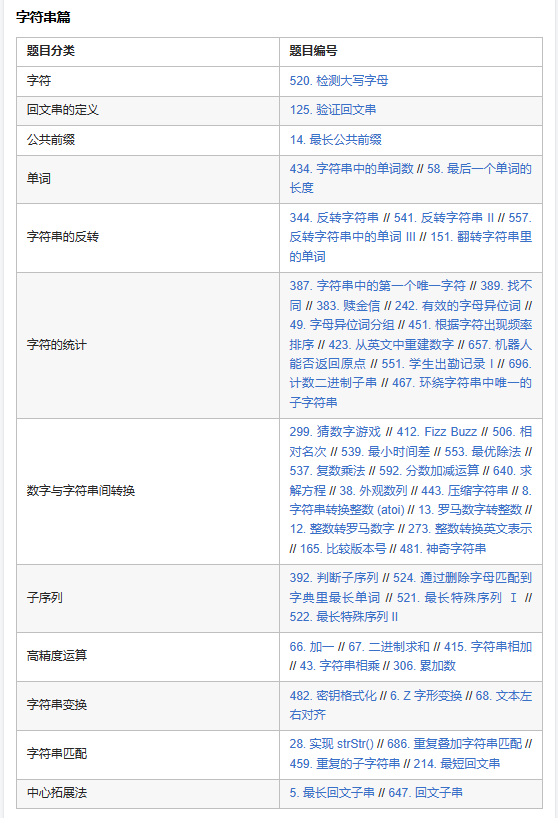 字符串篇
题目分类 题目编号
字符 520. 检测大写字母
回文串的定义 125. 验证回文串
公共前缀 14. 最长公共前缀
单词
434. 字符串中的单词数 // 58. 最后一个单词的
长度
字符串的反转
344. 反转字符串 // 541. 反转字符串 II // 557.
反转字符串中的单词 III // 151. 翻转字符串里
的单词
字符的统计
387. 字符串中的第一个唯一字符 // 389. 找不
同 // 383. 赎金信 // 242. 有效的字母异位词 //
49. 字母异位词分组 // 451. 根据字符出现频率
排序 // 423. 从英文中重建数字 // 657. 机器人
能否返回原点 // 551. 学生出勤记录 I // 696.
计数二进制子串 // 467. 环绕字符串中唯一的
子字符串
数字与字符串间转换
299. 猜数字游戏 // 412. Fizz Buzz // 506. 相
对名次 // 539. 最小时间差 // 553. 最优除法 //
537. 复数乘法 // 592. 分数加减运算 // 640. 求
解方程 // 38. 外观数列 // 443. 压缩字符串 // 8.
字符串转换整数 (atoi) // 13. 罗马数字转整数 //
12. 整数转罗马数字 // 273. 整数转换英文表示
// 165. 比较版本号 // 481. 神奇字符串
子序列
392. 判断子序列 // 524. 通过删除字母匹配到
字典里最长单词 // 521. 最长特殊序列 Ⅰ //
522. 最长特殊序列 II
高精度运算
66. 加一 // 67. 二进制求和 // 415. 字符串相加
// 43. 字符串相乘 // 306. 累加数
字符串变换
482. 密钥格式化 // 6. Z 字形变换 // 68. 文本左
右对齐
字符串匹配
28. 实现 strStr() // 686. 重复叠加字符串匹配 //
459. 重复的子字符串 // 214. 最短回文串
中心拓展法 5. 最长回文子串 // 647. 回文子串